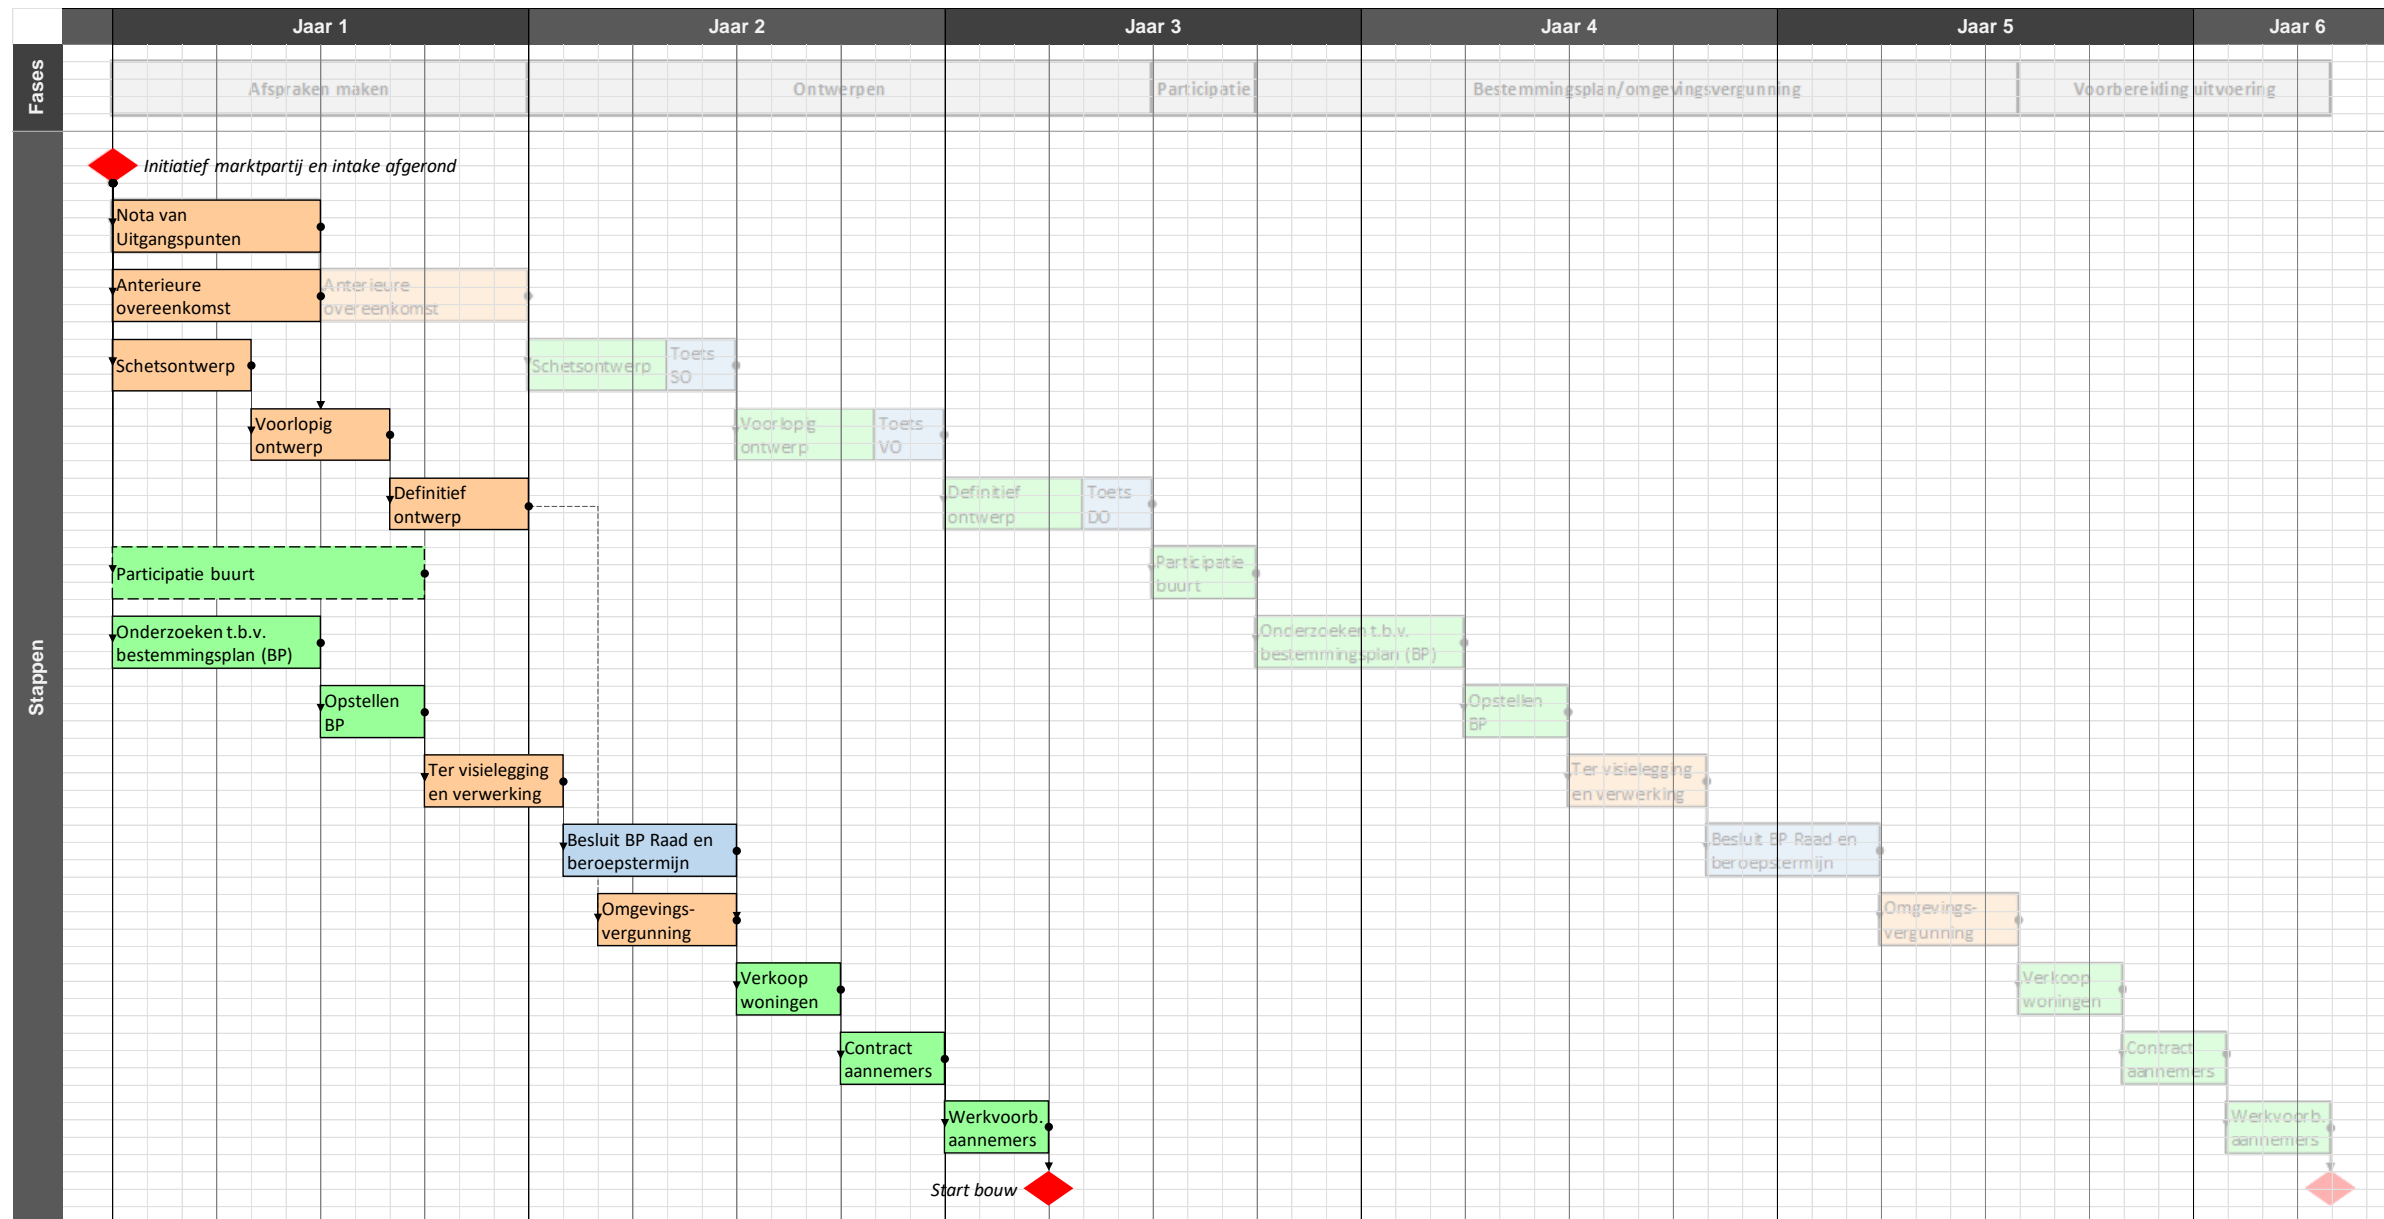 Jaar 1
Jaar 2
Jaar 3
Jaar 4
Jaar 5
Jaar 6
Fases
Afspraken maken
Ontwerpen
Participatie
Bestemmingsplan/omgevingsvergunning
Voorbereiding uitvoering
Stappen
Initiatief marktpartij en intake afgerond
Nota van
Uitgangspunten
Anterieure
overeenkomst
Anterieure
overeenkomst
Schetsontwerp
Schetsontwerp
Toets
SO
Voorlopig
ontwerp
Voorlopig
ontwerp
Toets
VO
Definitief
ontwerp
Definitief
ontwerp
Toets
DO
Participatie buurt
Participatie
buurt
Onderzoeken t.b.v.
bestemmingsplan (BP)
Onderzoeken t.b.v.
bestemmingsplan (BP)
Opstellen
BP
Opstellen
BP
Ter visielegging
en verwerking
Ter visielegging
en verwerking
Besluit BP Raad en
beroepstermijn
Besluit BP Raad en
beroepstermijn
Omgevings-
vergunning
Omgevings-
vergunning
Verkoop
woningen
Verkoop
woningen
Contract
aannemers
Contract
aannemers
Werkvoorb.
aannemers
Werkvoorb.
aannemers
Start bouw